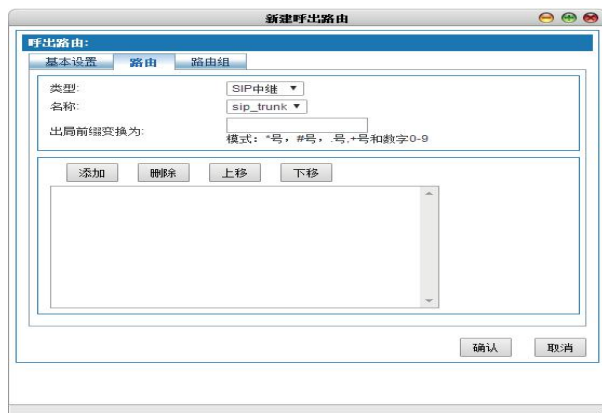 新建呼出路由
呼出路由:
基本设置 路由 路由组
类型: SIP中继
名称: sip_trunk
出局前缀变换为:
模式：*号，#号，.号,+号和数字0-9
添加 删除 上移 下移
确认 取消